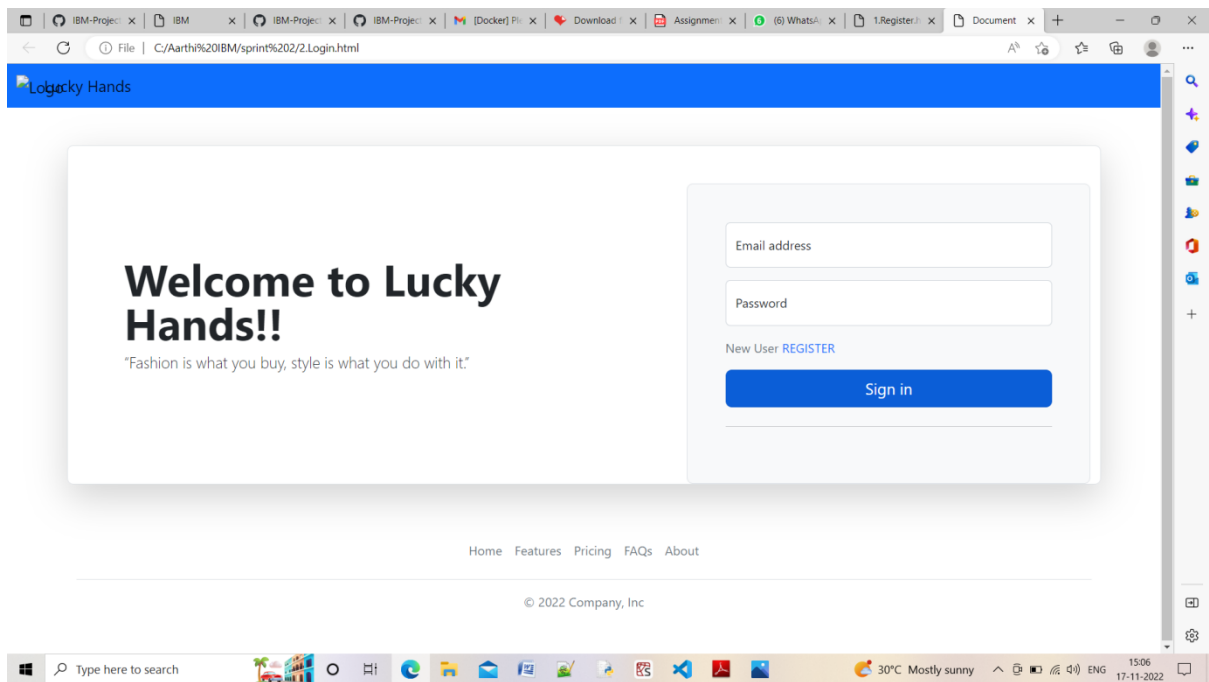 IBM-Project
IBM
IBM-Project
IBM-Project
[Docker] Ple
Download
Assignment
(6) WhatsA
1.Register.h
Document
File | C:/Aarthi%20IBM/sprint%202/2.Login.html
Logo
Lucky Hands
Email address
Welcome to Lucky
Hands!!
Password
"Fashion is what you buy, style is what you do with it."
New User REGISTER
Sign in
Home Features Pricing FAQs About
© 2022 Company, Inc
Type here to search
30°C Mostly sunny
ENG
15:06
17-11-2022